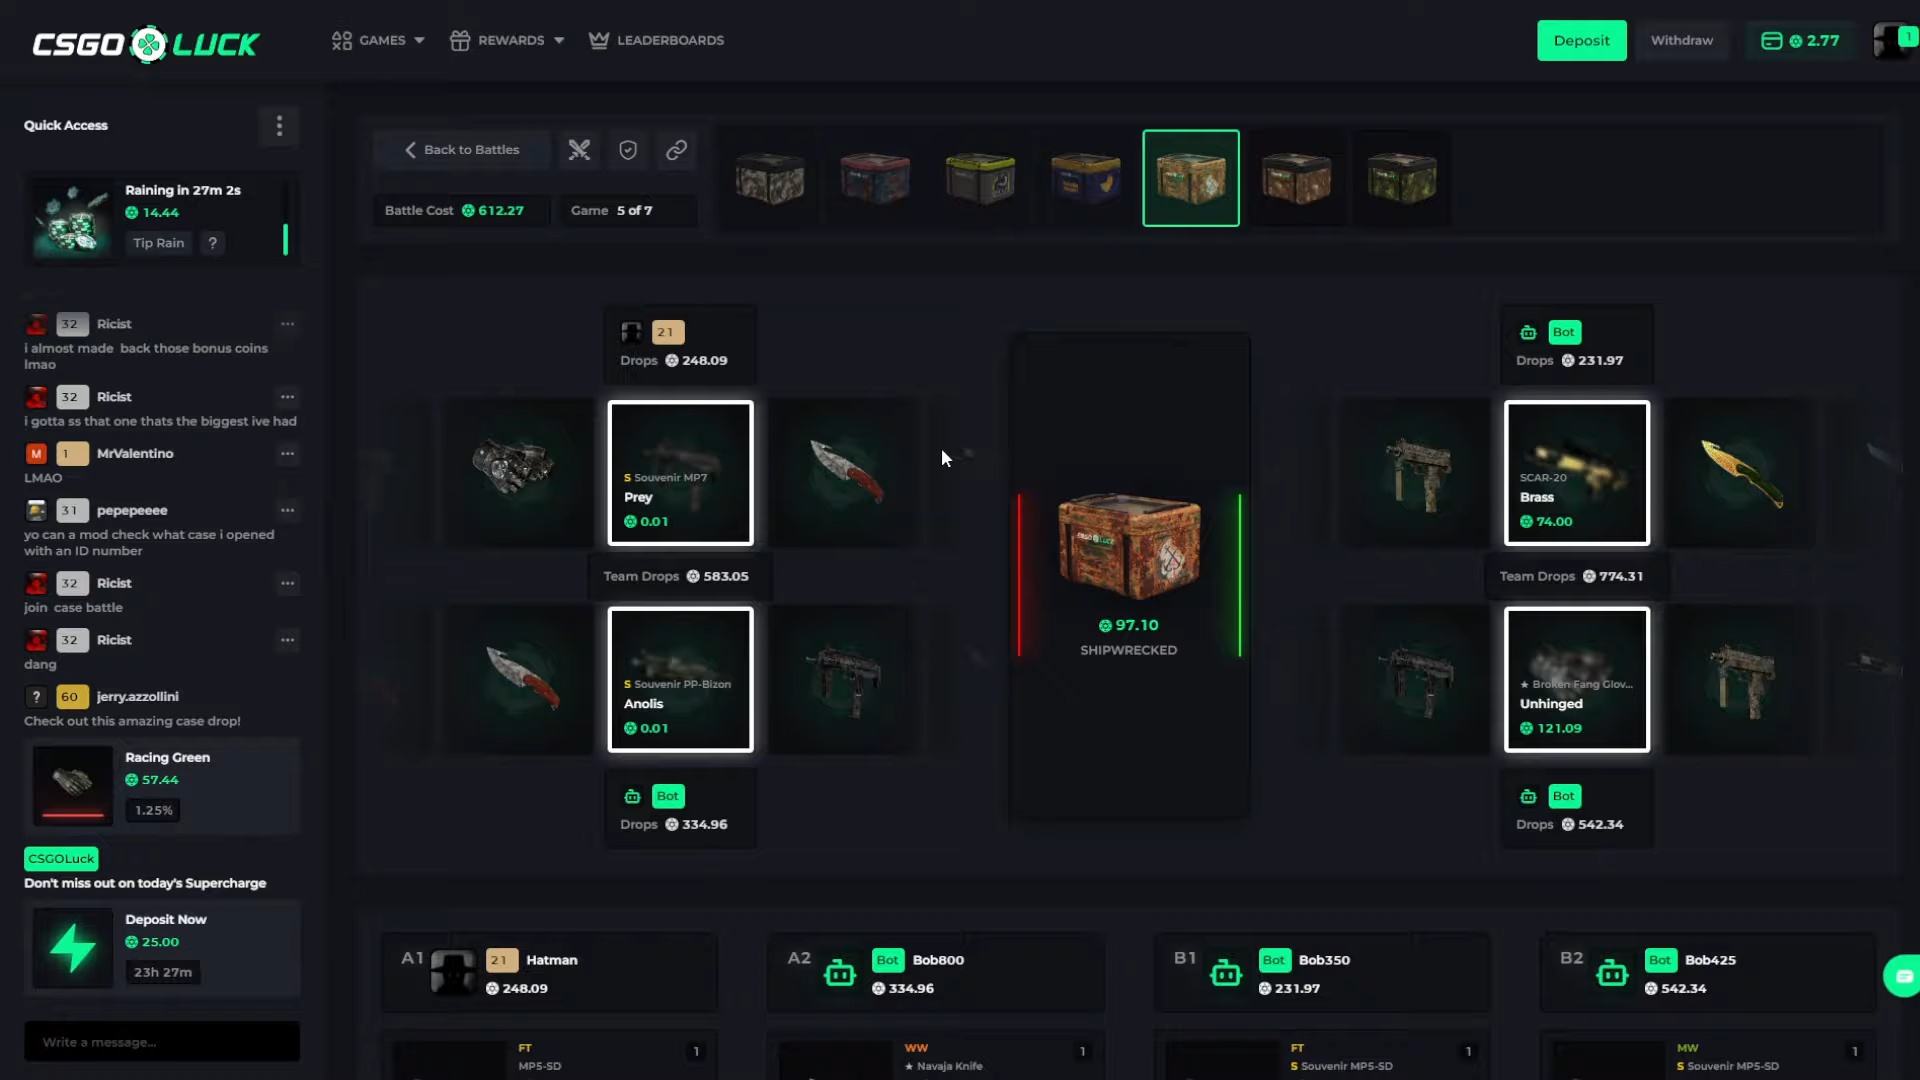 CSGO LUCK
GAMES
REWARDS
LEADERBOARDS
Deposit
Withdraw
2.77
1
Quick Access
Raining in 27m 2s
14.44
Tip Rain
?
32 Ricist
i almost made back those bonus coins
lmao
32 Ricist
i gotta ss that one thats the biggest ive had
M 1 MrValentino
LMAO
31 pepepeeee
yo can a mod check what case i opened
with an ID number
32 Ricist
join case battle
32 Ricist
dang
? 60 jerry.azzollini
Check out this amazing case drop!
Racing Green
57.44
1.25%
CSGOLuck
Don't miss out on today's Supercharge
Deposit Now
25.00
23h 27m
Write a message...
Back to Battles
Battle Cost 612.27
Game 5 of 7
21
Drops 248.09
S Souvenir MP7
Prey
0.01
Team Drops 583.05
S Souvenir PP-Bizon
Anolis
0.01
Bot
Drops 334.96
CSGO LUCK
97.10
SHIPWRECKED
Bot
Drops 231.97
SCAR-20
Brass
74.00
Team Drops 774.31
★ Broken Fang Glov...
Unhinged
121.09
Bot
Drops 542.34
A1 21 Hatman
248.09
A2 Bot Bob800
334.96
B1 Bot Bob350
231.97
B2 Bot Bob425
542.34
FT 1
MP5-SD
WW 1
★ Navaja Knife
FT 1
S Souvenir MP5-SD
MW 1
S Souvenir MP5-SD